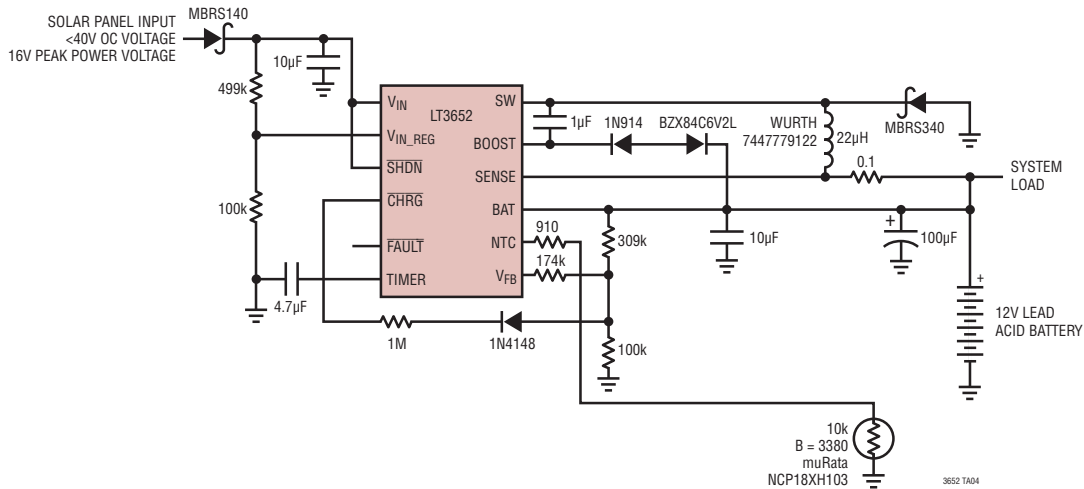 SOLAR PANEL INPUT
<40V OC VOLTAGE
16V PEAK POWER VOLTAGE
MBRS140
10µF
499k
100k
4.7µF
LT3652
VIN
VIN_REG
SHDN
CHRG
FAULT
TIMER
SW
BOOST
SENSE
BAT
NTC
VFB
1µF
1N914
BZX84C6V2L
WURTH
7447779122
22µH
MBRS340
0.1
SYSTEM
LOAD
910
174k
309k
10µF
+
100µF
+
12V LEAD
ACID BATTERY
1M
1N4148
100k
10k
B = 3380
muRata
NCP18XH103
3652 TA04